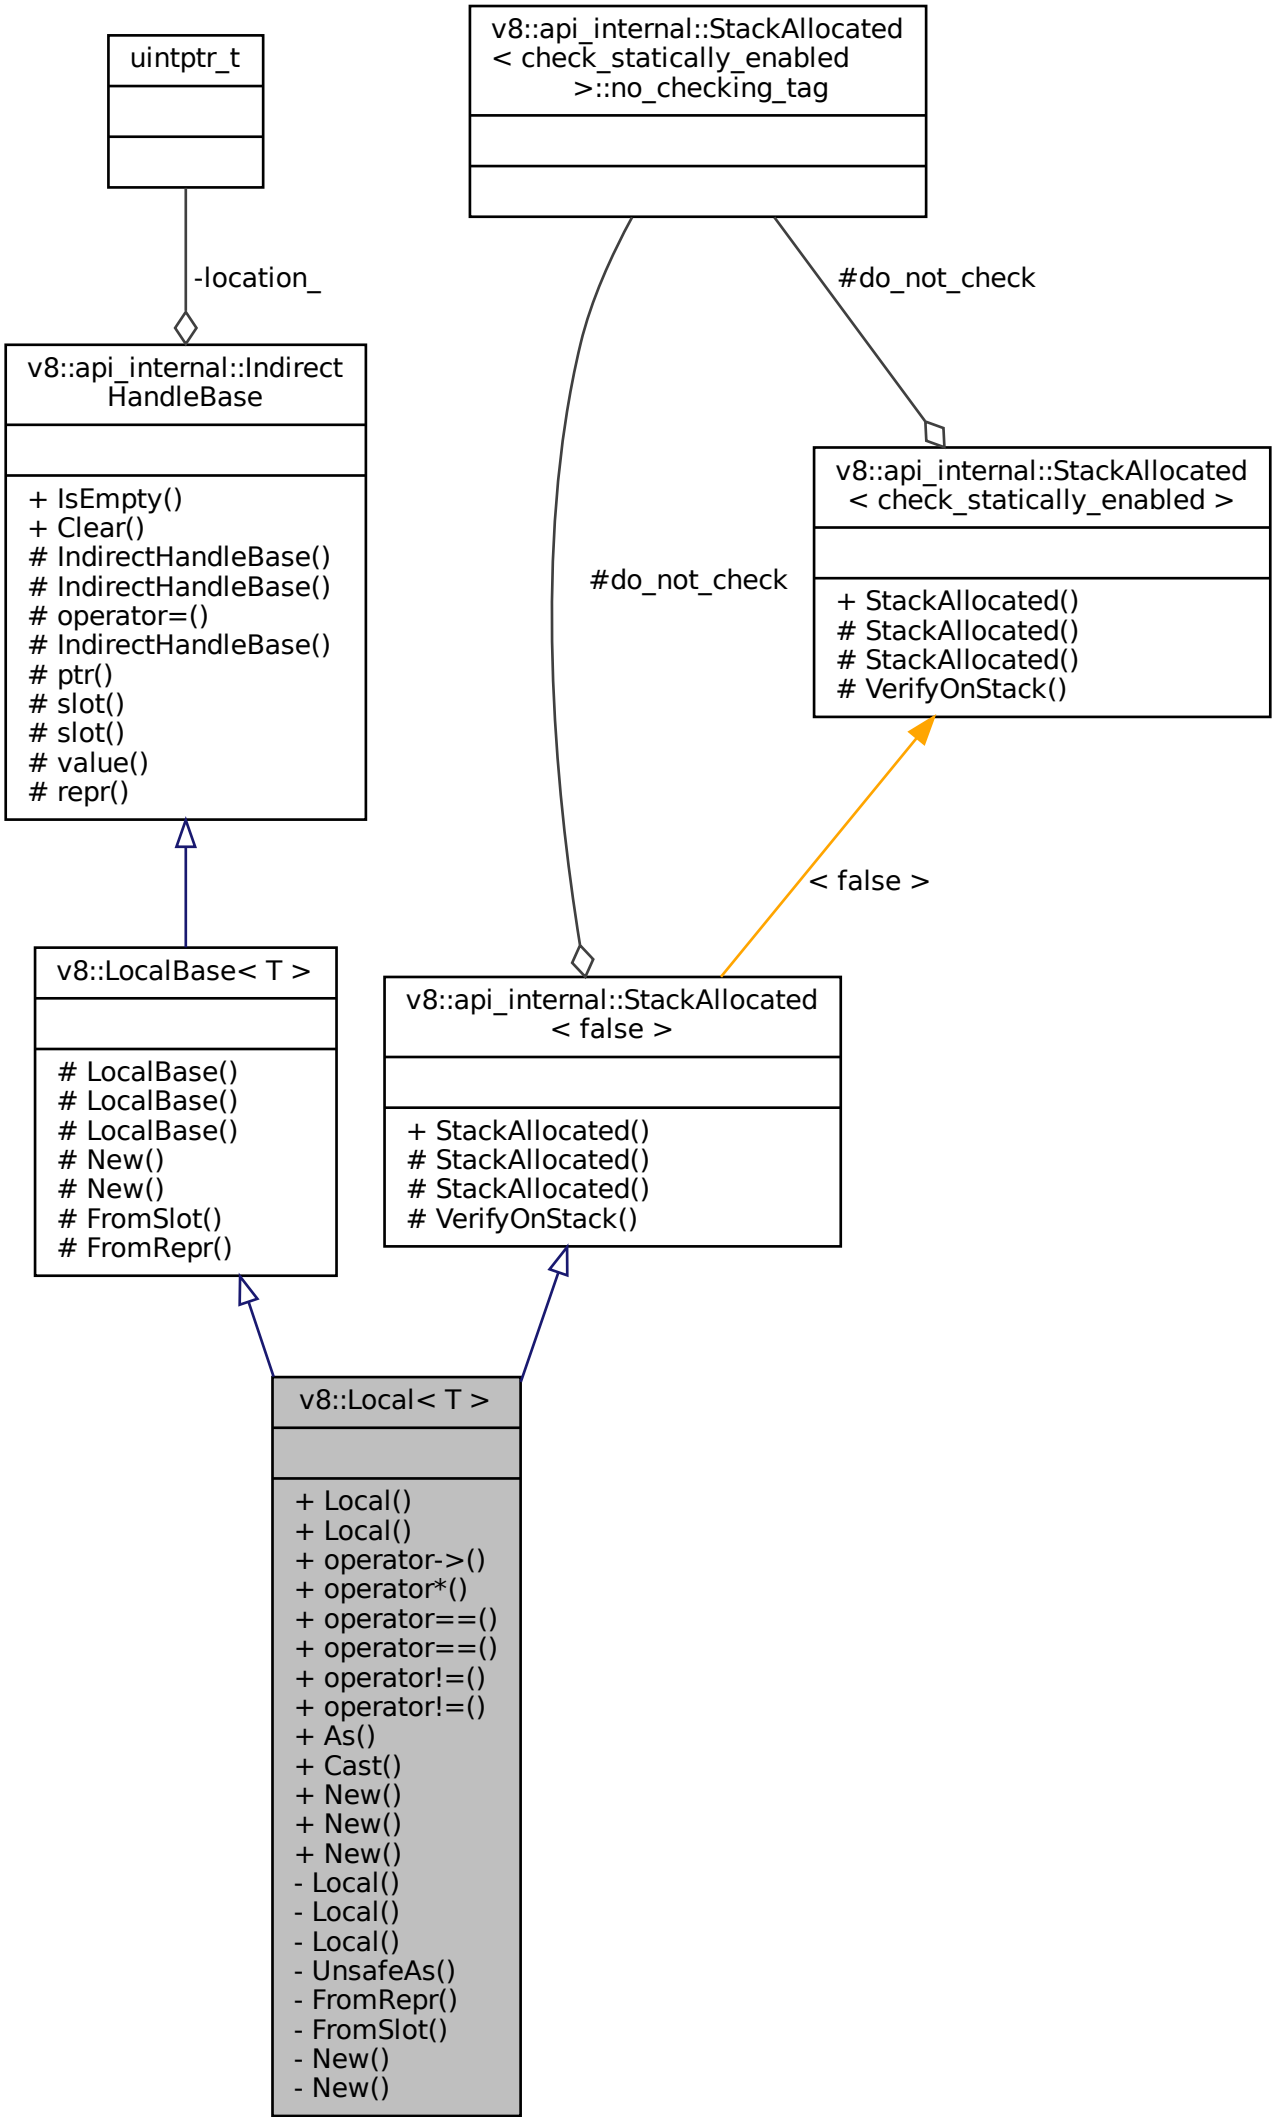 uintptr_t
v8::api_internal::StackAllocated
< check_statically_enabled
>::no_checking_tag
-location_
#do_not_check
v8::api_internal::Indirect
HandleBase
+ IsEmpty()
+ Clear()
# IndirectHandleBase()
# IndirectHandleBase()
# operator=()
# IndirectHandleBase()
# ptr()
# slot()
# slot()
# value()
# repr()
#do_not_check
v8::api_internal::StackAllocated
< check_statically_enabled >
+ StackAllocated()
# StackAllocated()
# StackAllocated()
# VerifyOnStack()
< false >
v8::LocalBase< T >
# LocalBase()
# LocalBase()
# LocalBase()
# New()
# New()
# FromSlot()
# FromRepr()
v8::api_internal::StackAllocated
< false >
+ StackAllocated()
# StackAllocated()
# StackAllocated()
# VerifyOnStack()
v8::Local< T >
+ Local()
+ Local()
+ operator->()
+ operator*()
+ operator==()
+ operator==()
+ operator!=()
+ operator!=()
+ As()
+ Cast()
+ New()
+ New()
+ New()
- Local()
- Local()
- Local()
- UnsafeAs()
- FromRepr()
- FromSlot()
- New()
- New()